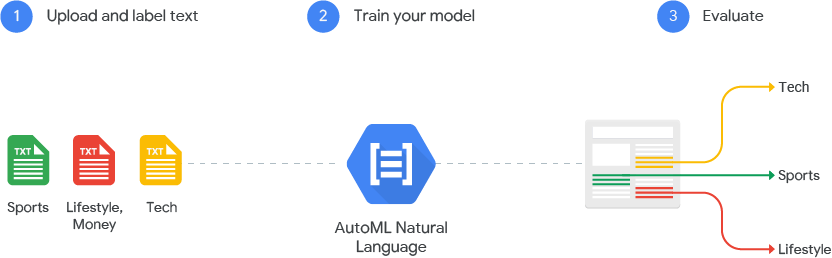 1 Upload and label text
2 Train your model
3 Evaluate
Tech
TXT TXT TXT
Sports
Sports Lifestyle, Tech
Money
AutoML Natural
Language
Lifestyle